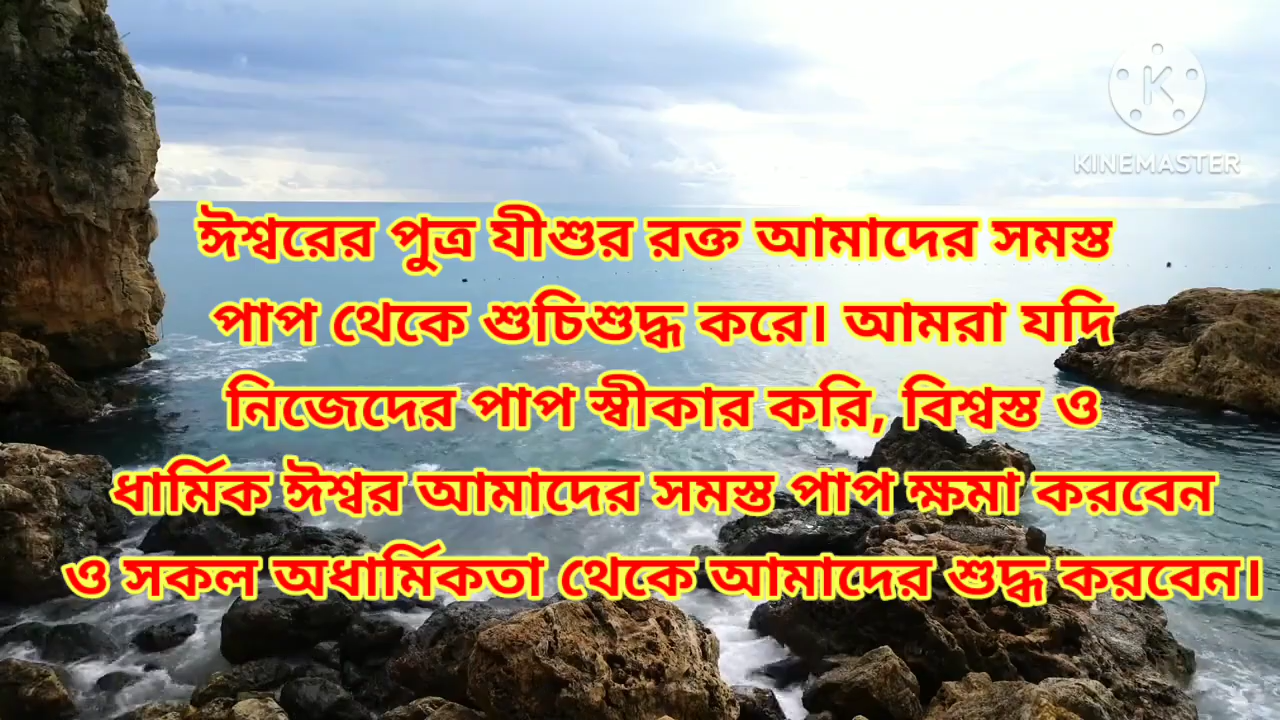 KINEMASTER
ঈশ্বরের পুত্র যীশুর রক্ত আমাদের সমস্ত
পাপ থেকে শুচিশুদ্ধ করে। আমরা যদি
নিজেদের পাপ স্বীকার করি, বিশ্বস্ত ও
ধার্মিক ঈশ্বর আমাদের সমস্ত পাপ ক্ষমা করবেন
ও সকল অধার্মিকতা থেকে আমাদের শুদ্ধ করবেন।